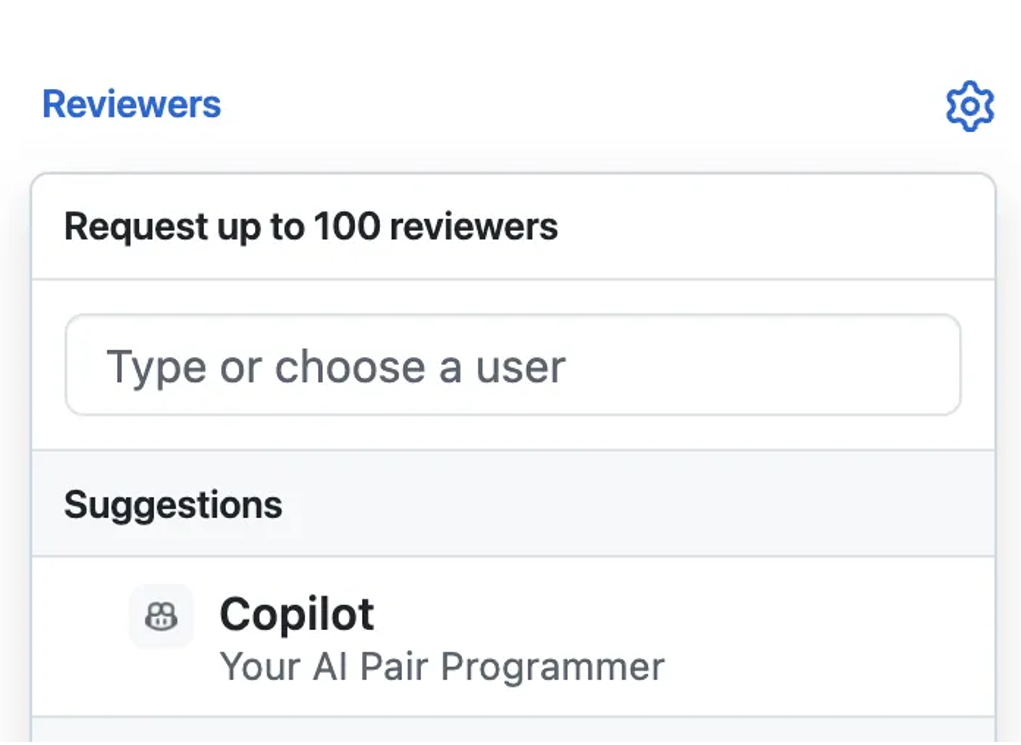 Reviewers
Request up to 100 reviewers
Type or choose a user
Suggestions
Copilot
Your AI Pair Programmer